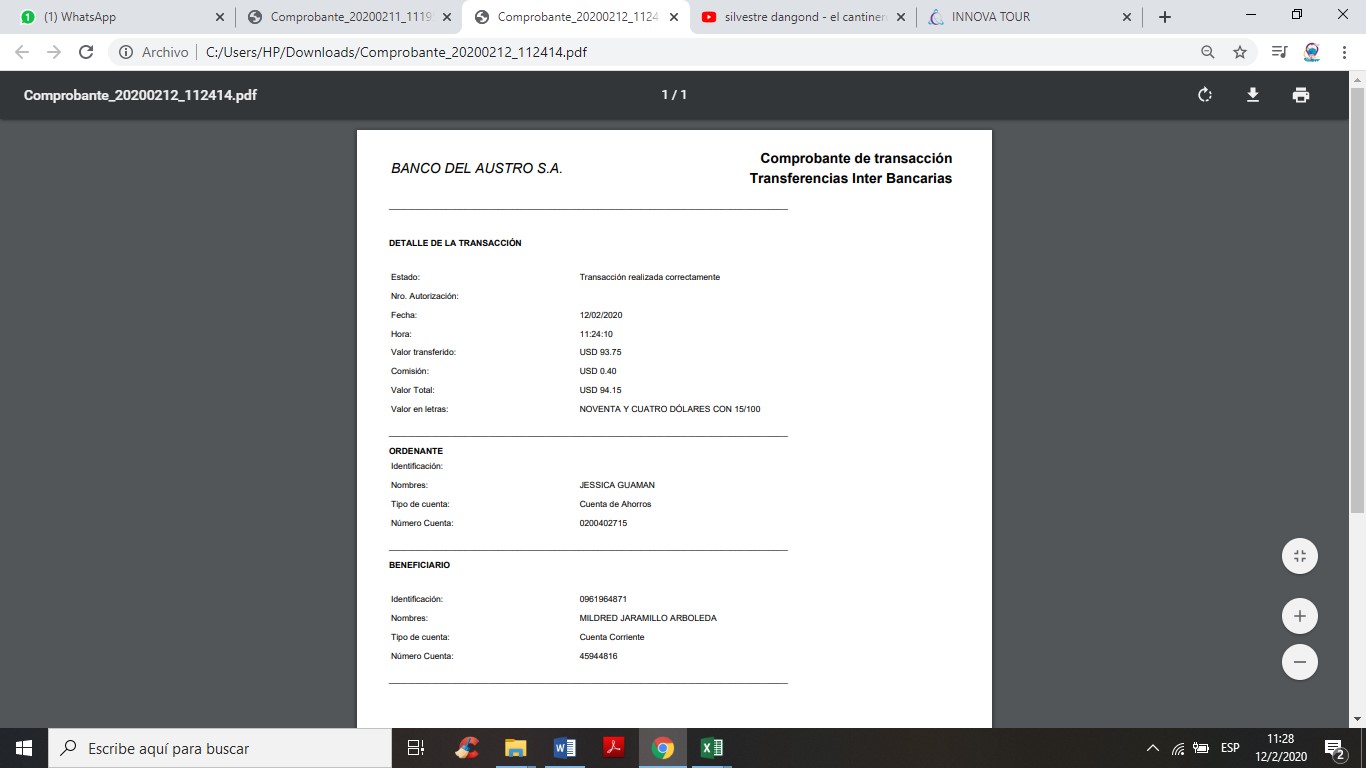 (1) WhatsApp
Comprobante_20200211_1119
Comprobante_20200212_1124
silvestre dangond - el cantiner
INNOVA TOUR
Archivo
C:/Users/HP/Downloads/Comprobante_20200212_112414.pdf
Comprobante_20200212_112414.pdf
1 / 1
BANCO DEL AUSTRO S.A.
Comprobante de transacción
Transferencias Inter Bancarias
DETALLE DE LA TRANSACCIÓN
Estado: Transacción realizada correctamente
Nro. Autorización:
Fecha: 12/02/2020
Hora: 11:24:10
Valor transferido: USD 93.75
Comisión: USD 0.40
Valor Total: USD 94.15
Valor en letras: NOVENTA Y CUATRO DÓLARES CON 15/100
ORDENANTE
Identificación:
Nombres: JESSICA GUAMAN
Tipo de cuenta: Cuenta de Ahorros
Número Cuenta: 0200402715
BENEFICIARIO
Identificación: 0961964871
Nombres: MILDRED JARAMILLO ARBOLEDA
Tipo de cuenta: Cuenta Corriente
Número Cuenta: 45944816
Escribe aquí para buscar
ESP
11:28
12/2/2020
2